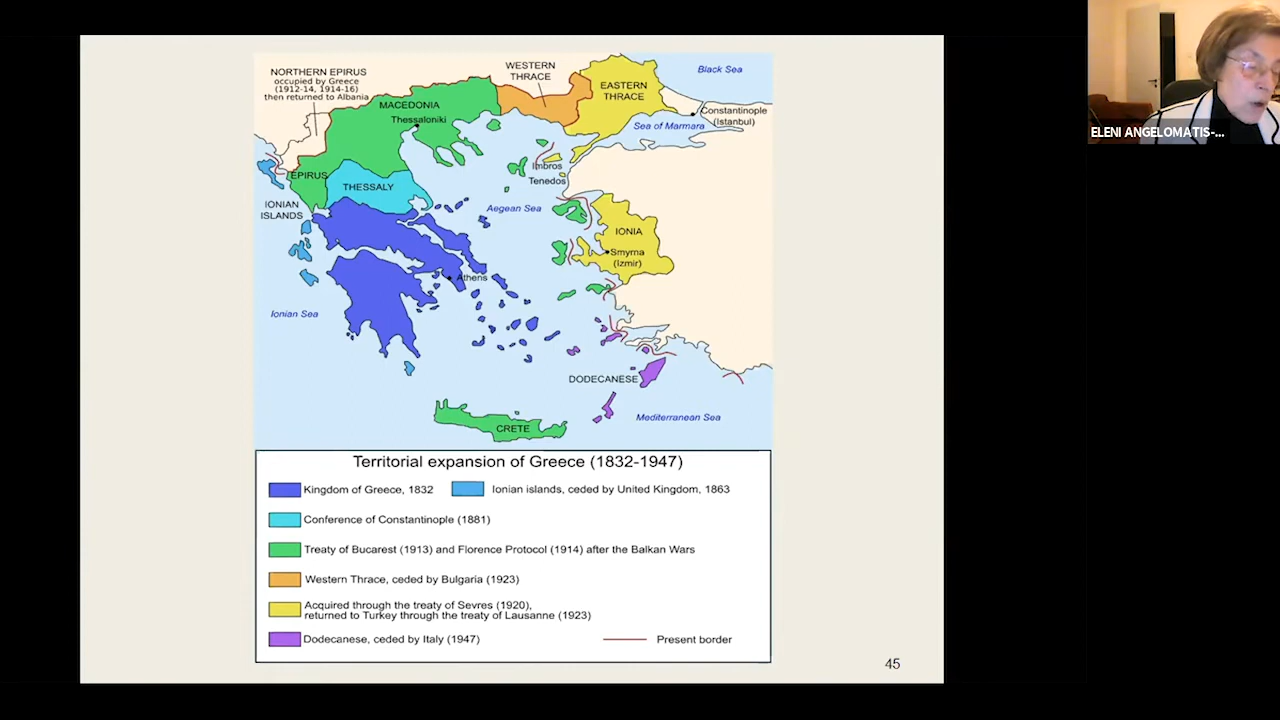 NORTHERN EPIRUS
occupied by Greece
(1912-14, 1914-16)
then returned to Albania
WESTERN
THRACE
EASTERN
THRACE
Black Sea
MACEDONIA
Thessaloniki
Constantinople
(Istanbul)
Sea of Marmara
ELENI ANGELOMATIS-...
Imbros
Tenedos
EPIRUS
THESSALY
IONIAN
ISLANDS
Aegean Sea
IONIA
Smyrna
(Izmir)
Athens
Ionian Sea
DODECANESE
Mediterranean Sea
CRETE
Territorial expansion of Greece (1832-1947)
Kingdom of Greece, 1832
Ionian islands, ceded by United Kingdom, 1863
Conference of Constantinople (1881)
Treaty of Bucarest (1913) and Florence Protocol (1914) after the Balkan Wars
Western Thrace, ceded by Bulgaria (1923)
Acquired through the treaty of Sevres (1920),
returned to Turkey through the treaty of Lausanne (1923)
Dodecanese, ceded by Italy (1947)
Present border
45